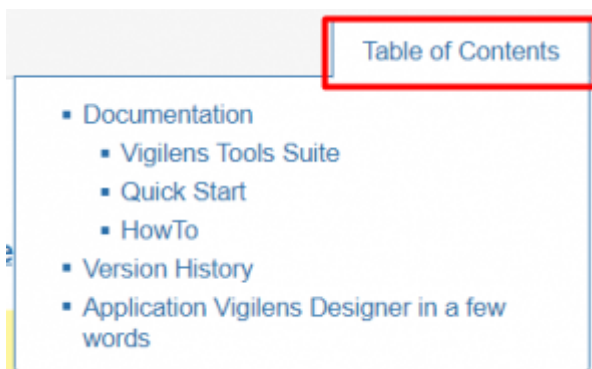 Table of Contents
Documentation
Vigilens Tools Suite
Quick Start
HowTo
Version History
Application Vigilens Designer in a few
words